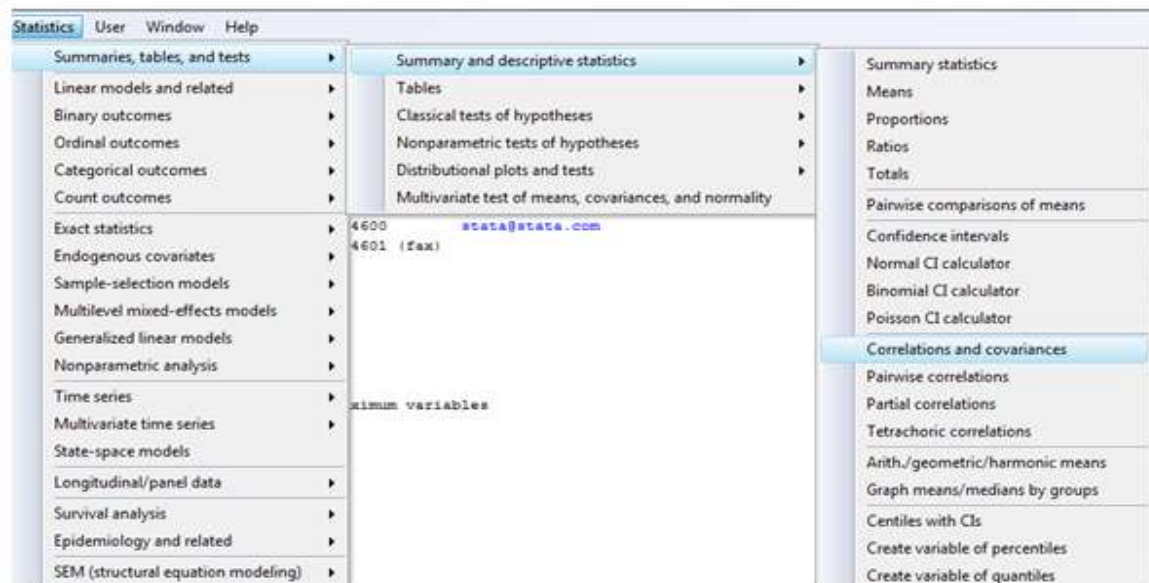 Statistics User Window Help
Summaries, tables, and tests
Linear models and related
Binary outcomes
Ordinal outcomes
Categorical outcomes
Count outcomes
Exact statistics
Endogenous covariates
Sample-selection models
Multilevel mixed-effects models
Generalized linear models
Nonparametric analysis
Time series
Multivariate time series
State-space models
Longitudinal/panel data
Survival analysis
Epidemiology and related
SEM (structural equation modeling)
Summary and descriptive statistics
Tables
Classical tests of hypotheses
Nonparametric tests of hypotheses
Distributional plots and tests
Multivariate test of means, covariances, and normality
4600 stata@stata.com
4601 (fax)
ximum variables
Summary statistics
Means
Proportions
Ratios
Totals
Pairwise comparisons of means
Confidence intervals
Normal CI calculator
Binomial CI calculator
Poisson CI calculator
Correlations and covariances
Pairwise correlations
Partial correlations
Tetrachoric correlations
Arith./geometric/harmonic means
Graph means/medians by groups
Centiles with CIs
Create variable of percentiles
Create variable of quantiles